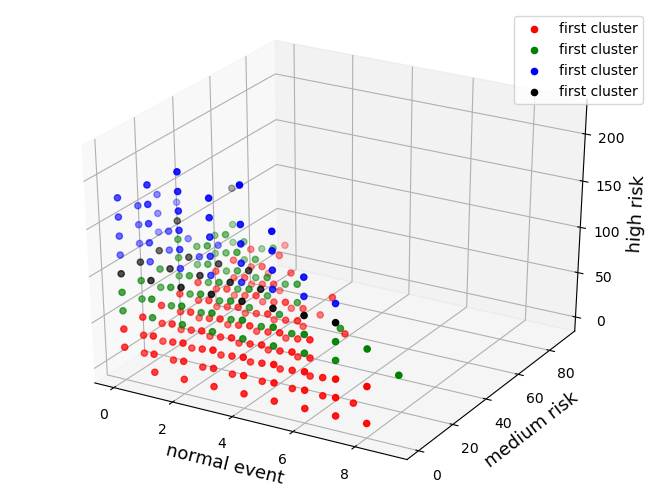 first cluster
first cluster
first cluster
first cluster
200
150
100
50
0
high risk
80
60
40
20
0
medium risk
0
2
4
6
8
normal event